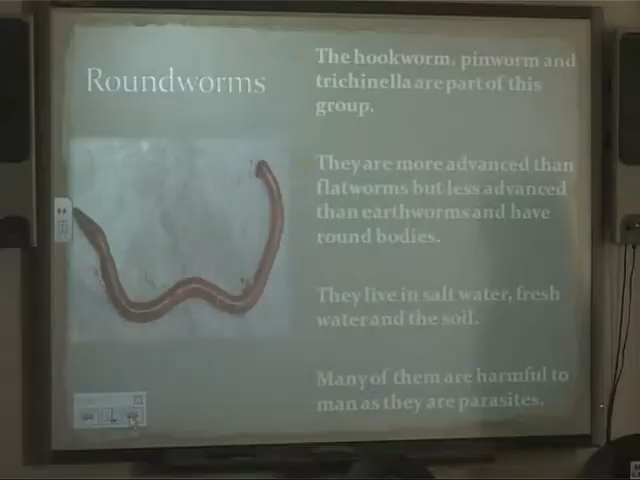 Roundworms
The hookworm, pinworm and
trichinella are part of this
group.
They are more advanced than
flatworms but less advanced
than earthworms and have
round bodies.
They live in salt water, fresh
water and the soil.
Many of them are harmful to
man as they are parasites.